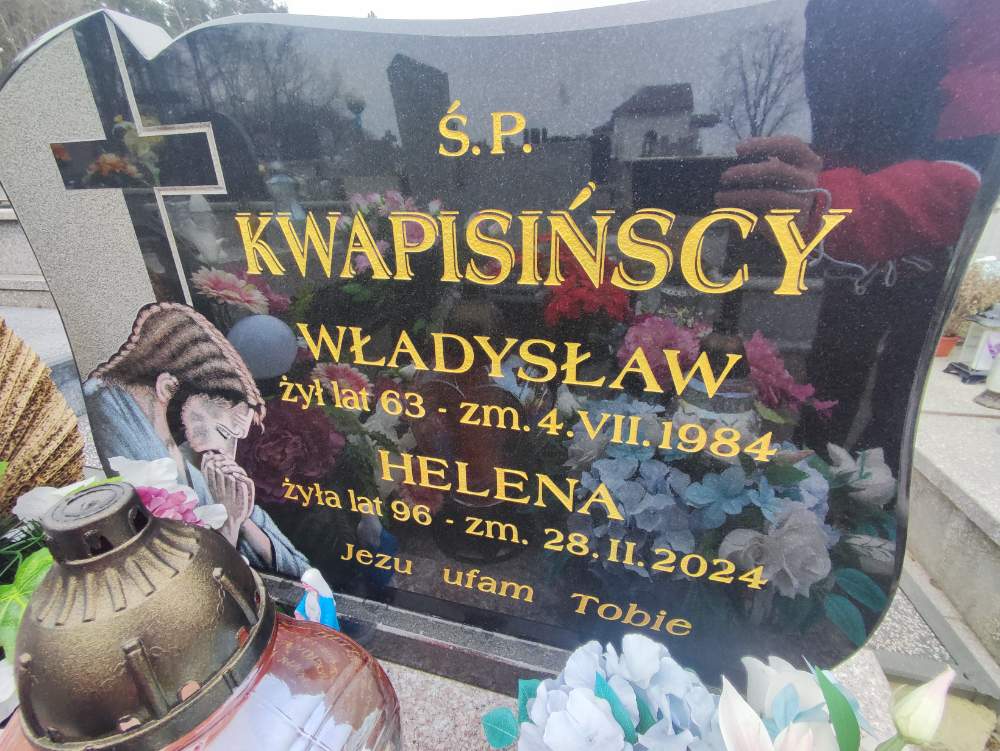 Ś.P.
KWAPISIŃSCY
WŁADYSŁAW
żył lat 63 - zm. 4.VII.1984
HELENA
żyła lat 96 - zm. 28.II.2024
Jezu ufam Tobie